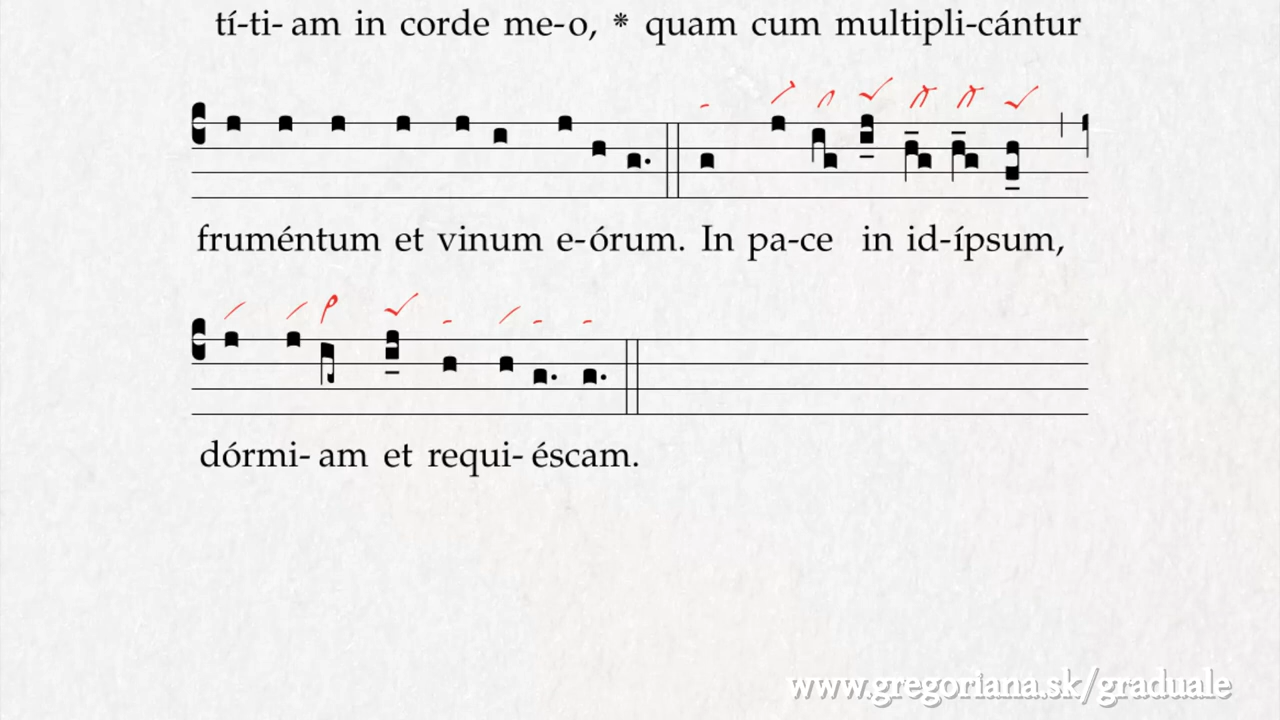 tí-ti- am in corde me-o, * quam cum multipli-cántur
fruméntum et vinum e-órum. In pa-ce in id-ípsum,
dórmi- am et requi- éscam.
www.gregoriana.sk/graduale